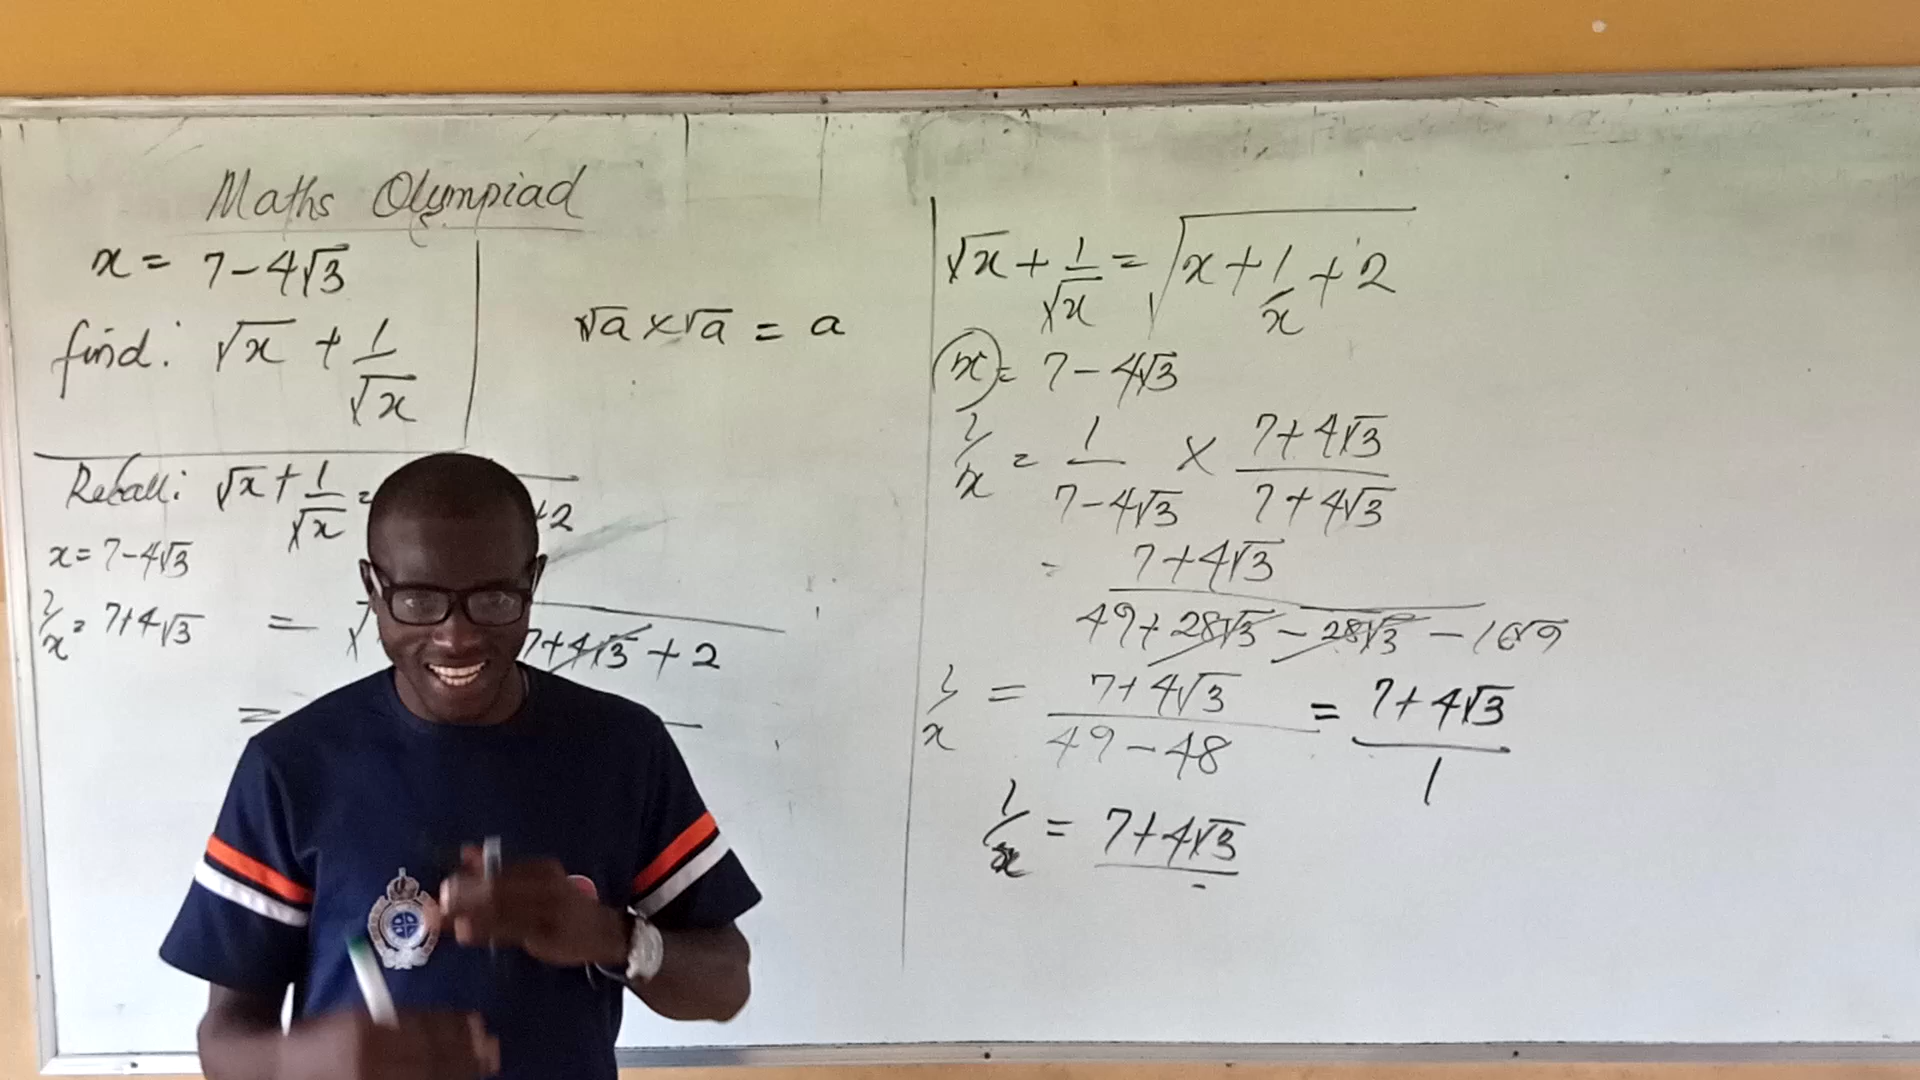 Maths Olympiad
x = 7-4√3
find: √x + 1/√x
√a x √a = a
Recall: √x + 1/√x = +2
x = 7-4√3
1/x = 7+4√3
= √ 7+4√3 + 2
=
√x + 1/√x = √(x + 1/x + 2)
x = 7-4√3
1/x = 1/(7-4√3) x (7+4√3)/(7+4√3)
= (7+4√3)/(49+28√3-28√3-16√9)
1/x = (7+4√3)/(49-48) = (7+4√3)/1
1/x = 7+4√3